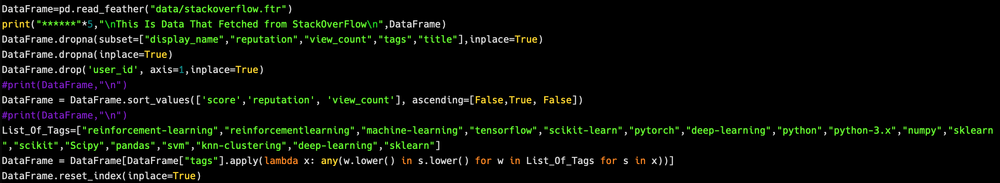 DataFrame=pd.read_feather("data/stackoverflow.ftr")
print("******"*5,"\nThis Is Data That Fetched from StackOverFlow\n",DataFrame)
DataFrame.dropna(subset=["display_name","reputation","view_count","tags","title"],inplace=True)
DataFrame.dropna(inplace=True)
DataFrame.drop('user_id', axis=1,inplace=True)
#print(DataFrame,"\n")
DataFrame = DataFrame.sort_values(['score','reputation', 'view_count'], ascending=[False,True, False])
#print(DataFrame,"\n")
List_Of_Tags=["reinforcement-learning","reinforcementlearning","machine-learning","tensorflow","scikit-learn","pytorch","deep-learning","python","python-3.x","numpy","sklearn
","scikit","Scipy","pandas","svm","knn-clustering","deep-learning","sklearn"]
DataFrame = DataFrame[DataFrame["tags"].apply(lambda x: any(w.lower() in s.lower() for w in List_Of_Tags for s in x))]
DataFrame.reset_index(inplace=True)